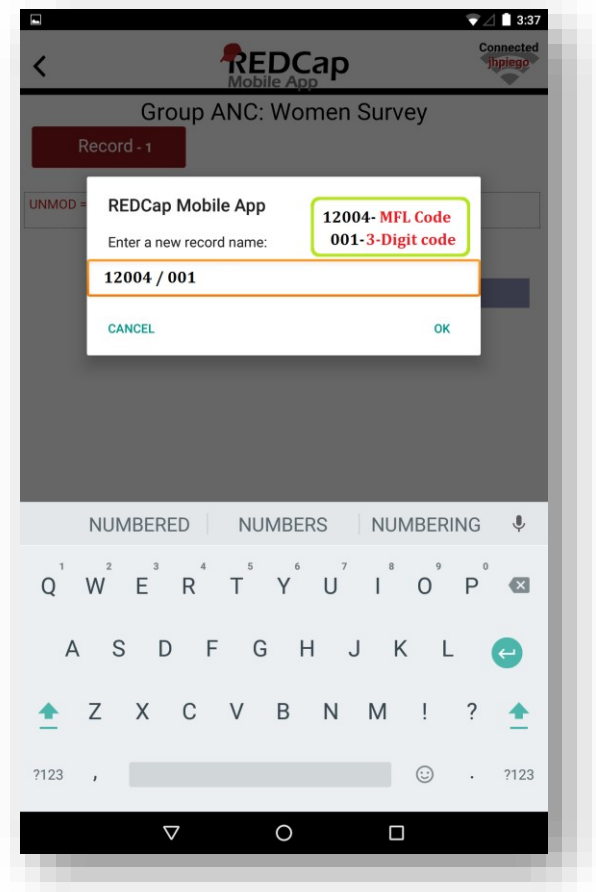 3:37
REDCap
Mobile App
Connected
jhpiego
Group ANC: Women Survey
Record - 1
UNMOD =
REDCap Mobile App
12004- MFL Code
001-3-Digit code
Enter a new record name:
12004 / 001
CANCEL OK
NUMBERED NUMBERS NUMBERING
1 2 3 4 5 6 7 8 9 0
Q W E R T Y U I O P
A S D F G H J K L
Z X C V B N M ! ?
?123 , . ?123